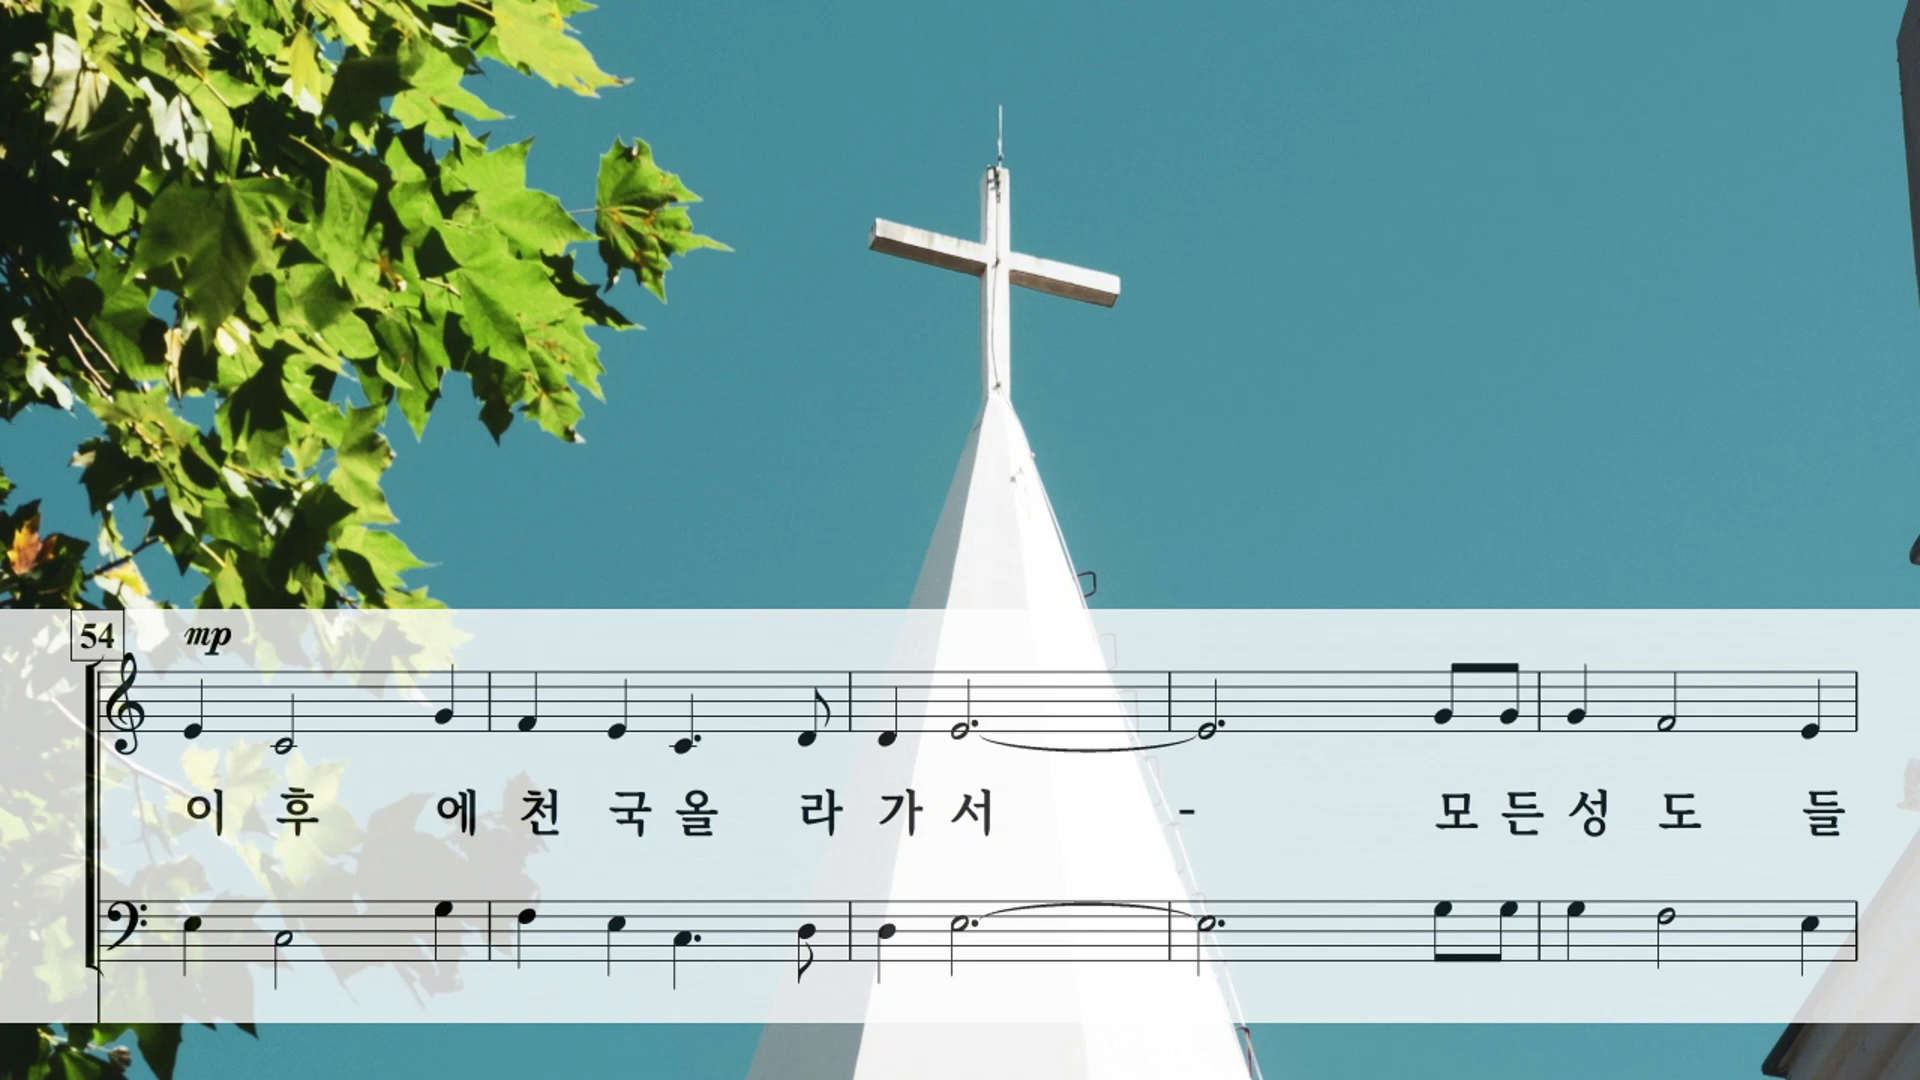 54 mp
이 후 에 천 국 올 라 가 서 - 모 든 성 도 들